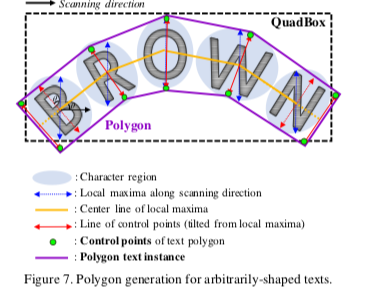 Scanning direction
QuadBox
BROWN
Polygon
: Character region
: Local maxima along scanning direction
: Center line of local maxima
: Line of control points (tilted from local maxima)
: Control points of text polygon
: Polygon text instance
Figure 7. Polygon generation for arbitrarily-shaped texts.